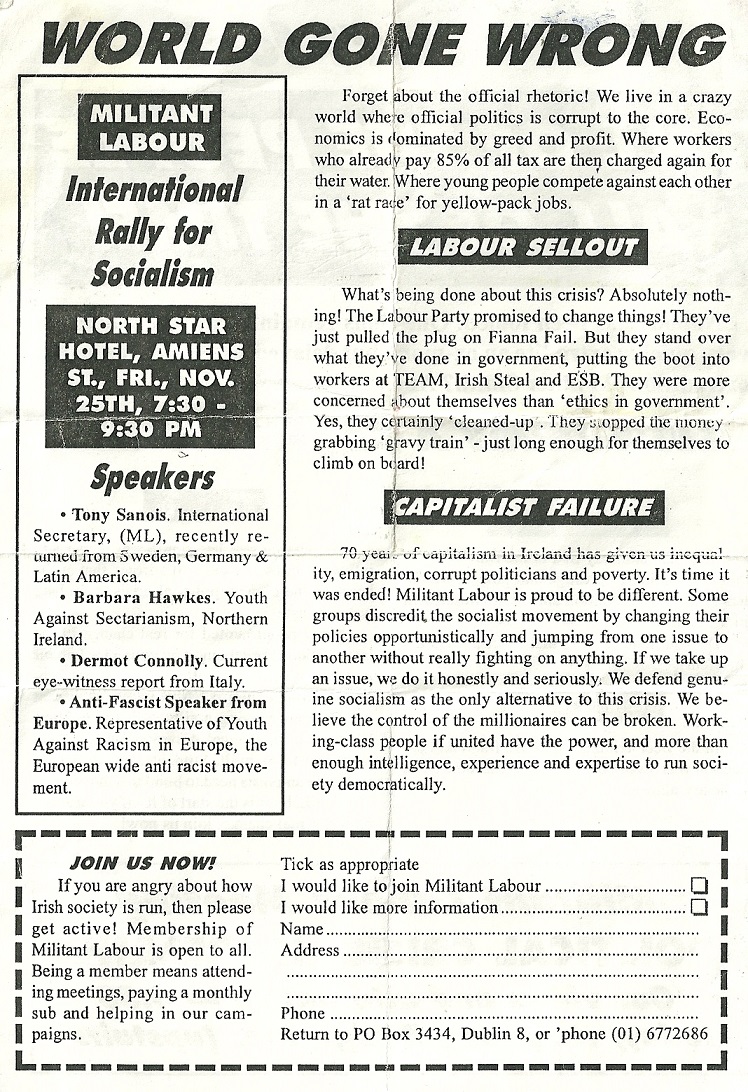 WORLD GONE WRONG
MILITANT
LABOUR
International
Rally for
Socialism
NORTH STAR
HOTEL, AMIENS
ST., FRI., NOV.
25TH, 7:30 -
9:30 PM
Speakers
• Tony Sanois. International
Secretary, (ML), recently re-
turned from Sweden, Germany &
Latin America.
• Barbara Hawkes. Youth
Against Sectarianism, Northern
Ireland.
• Dermot Connolly. Current
eye-witness report from Italy.
• Anti-Fascist Speaker from
Europe. Representative of Youth
Against Racism in Europe, the
European wide anti racist move-
ment.
Forget about the official rhetoric! We live in a crazy
world where official politics is corrupt to the core. Eco-
nomics is dominated by greed and profit. Where workers
who already pay 85% of all tax are then charged again for
their water. Where young people compete against each other
in a ‘rat race’ for yellow-pack jobs.
LABOUR SELLOUT
What's being done about this crisis? Absolutely noth-
ing! The Labour Party promised to change things! They've
just pulled the plug on Fianna Fail. But they stand over
what they've done in government, putting the boot into
workers at TEAM, Irish Steal and ESB. They were more
concerned about themselves than ‘ethics in government’.
Yes, they certainly ‘cleaned-up’. They stopped the money
grabbing ‘gravy train’ - just long enough for themselves to
climb on board!
CAPITALIST FAILURE
70 years of capitalism in Ireland has given us inequal-
ity, emigration, corrupt politicians and poverty. It's time it
was ended! Militant Labour is proud to be different. Some
groups discredit the socialist movement by changing their
policies opportunistically and jumping from one issue to
another without really fighting on anything. If we take up
an issue, we do it honestly and seriously. We defend genu-
ine socialism as the only alternative to this crisis. We be-
lieve the control of the millionaires can be broken. Work-
ing-class people if united have the power, and more than
enough intelligence, experience and expertise to run soci-
ety democratically.
JOIN US NOW!
If you are angry about how
Irish society is run, then please
get active! Membership of
Militant Labour is open to all.
Being a member means attend-
ing meetings, paying a monthly
sub and helping in our cam-
paigns.
Tick as appropriate
I would like to join Militant Labour
I would like more information
Name
Address
Phone
Return to PO Box 3434, Dublin 8, or 'phone (01) 6772686